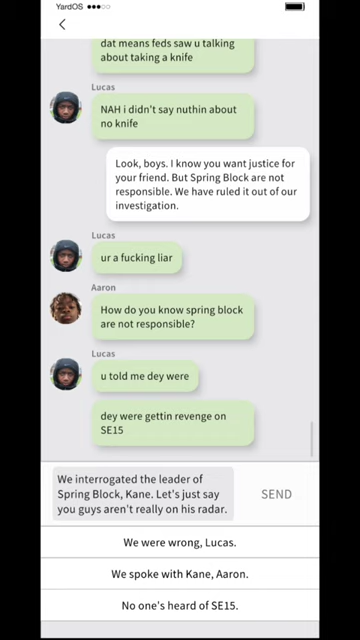 YardOS
dat means feds saw u talking
about taking a knife
Lucas
NAH i didn't say nuthin about
no knife
Look, boys. I know you want justice for
your friend. But Spring Block are not
responsible. We have ruled it out of our
investigation.
Lucas
ur a fucking liar
Aaron
How do you know spring block
are not responsible?
Lucas
u told me dey were
dey were gettin revenge on
SE15
We interrogated the leader of
Spring Block, Kane. Let's just say
you guys aren't really on his radar.
SEND
We were wrong, Lucas.
We spoke with Kane, Aaron.
No one's heard of SE15.